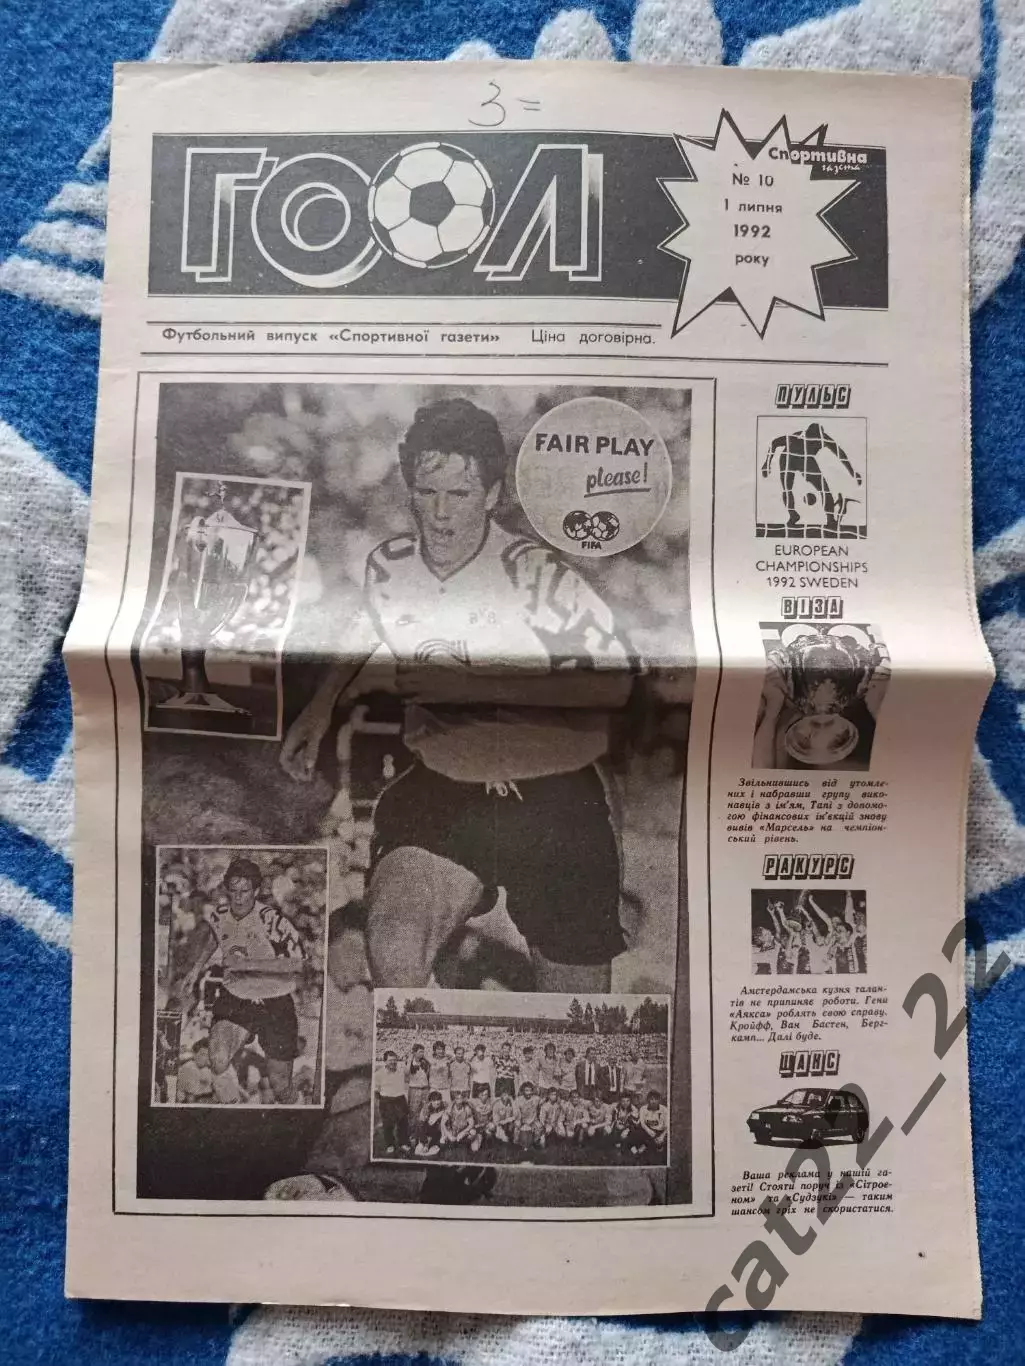 3 =
ГООЛ
Спортивна
газета
№ 10
1 липня
1992
року
Футбольний випуск «Спортивної газети» Ціна договірна.
FAIR PLAY
please!
FIFA
ПУЛЬС
EUROPEAN
CHAMPIONSHIPS
1992 SWEDEN
ВІЗА
Звільнившись від утомле-
них і набравши групу вико-
навців з ім'ям, Тапі з допомо-
гою фінансових ін'єкцій знову
вивів «Марсель» на чемпіон-
ський рівень.
РАКУРС
Амстердамська кузня талан-
тів не припиняє роботи. Гени
«Аякса» роблять свою справу.
Кройфф, Ван Бастен, Берг-
камп... Далі буде.
ШАНС
Ваша реклама у нашій га-
зеті! Стояти поруч із «Сітрое-
ном» та «Судзукі» — таким
шансом гріх не скористатися.
cat22_22